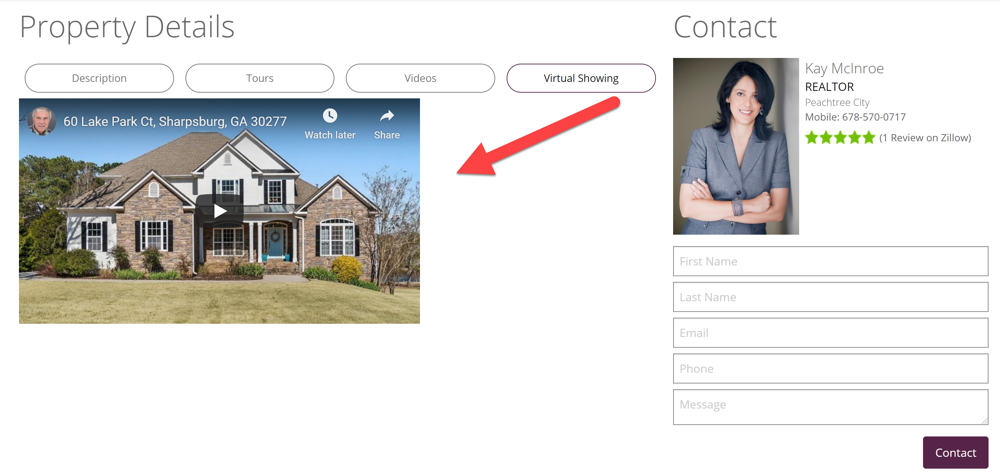 Property Details
Description
Tours
Videos
Virtual Showing
60 Lake Park Ct, Sharpsburg, GA 30277
Watch later
Share
Contact
Kay McInroe
REALTOR
Peachtree City
Mobile: 678-570-0717
(1 Review on Zillow)
First Name
Last Name
Email
Phone
Message
Contact